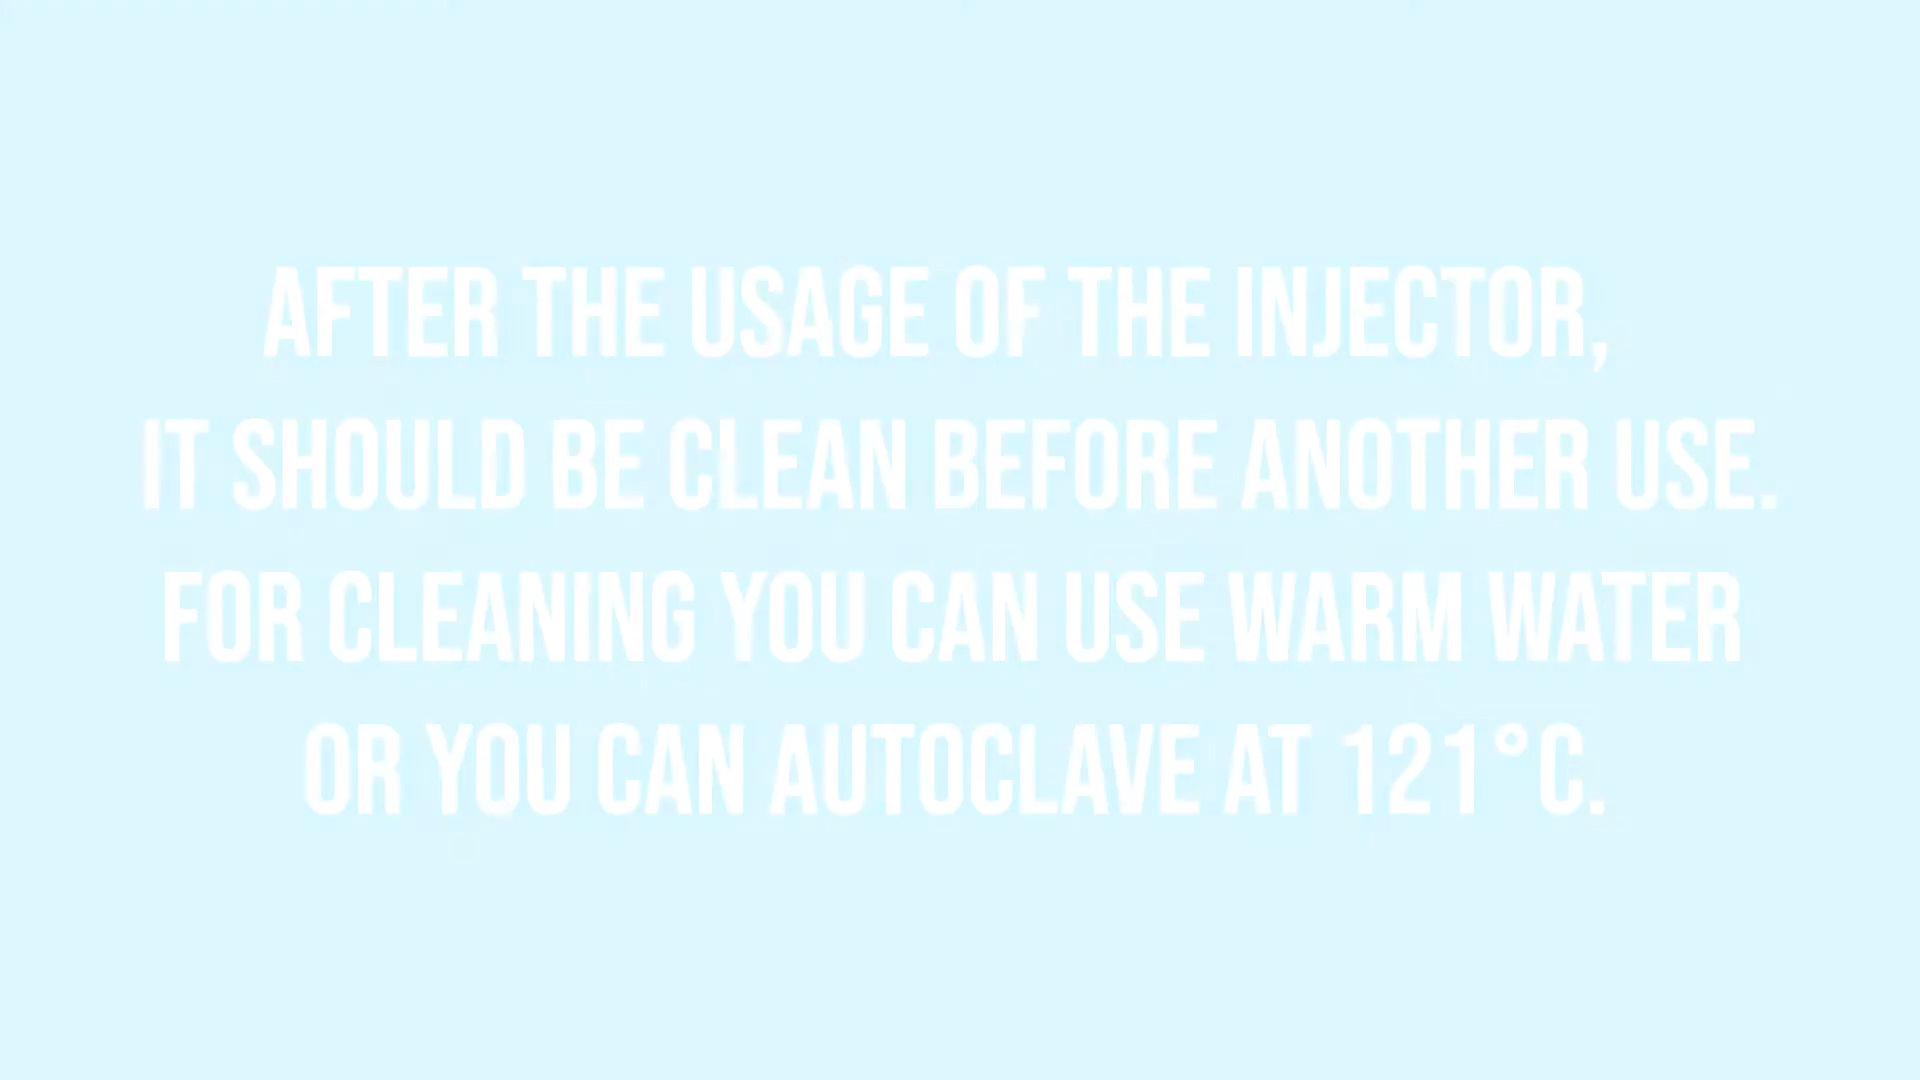 AFTER THE USAGE OF THE INJECTOR,
IT SHOULD BE CLEAN BEFORE ANOTHER USE.
FOR CLEANING YOU CAN USE WARM WATER
OR YOU CAN AUTOCLAVE AT 121°C.